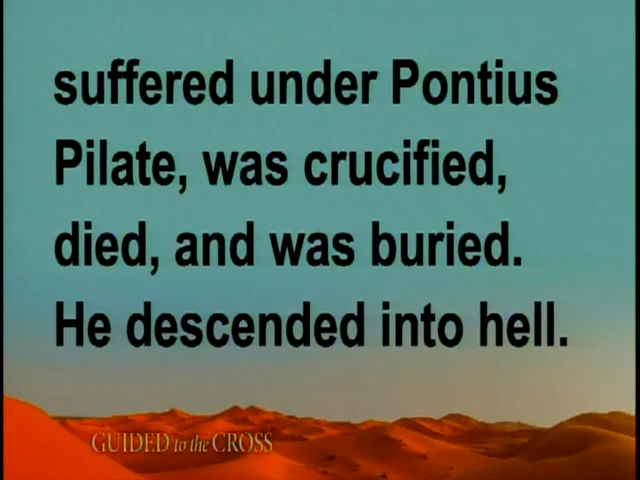 suffered under Pontius
Pilate, was crucified,
died, and was buried.
He descended into hell.
GUIDED to the CROSS